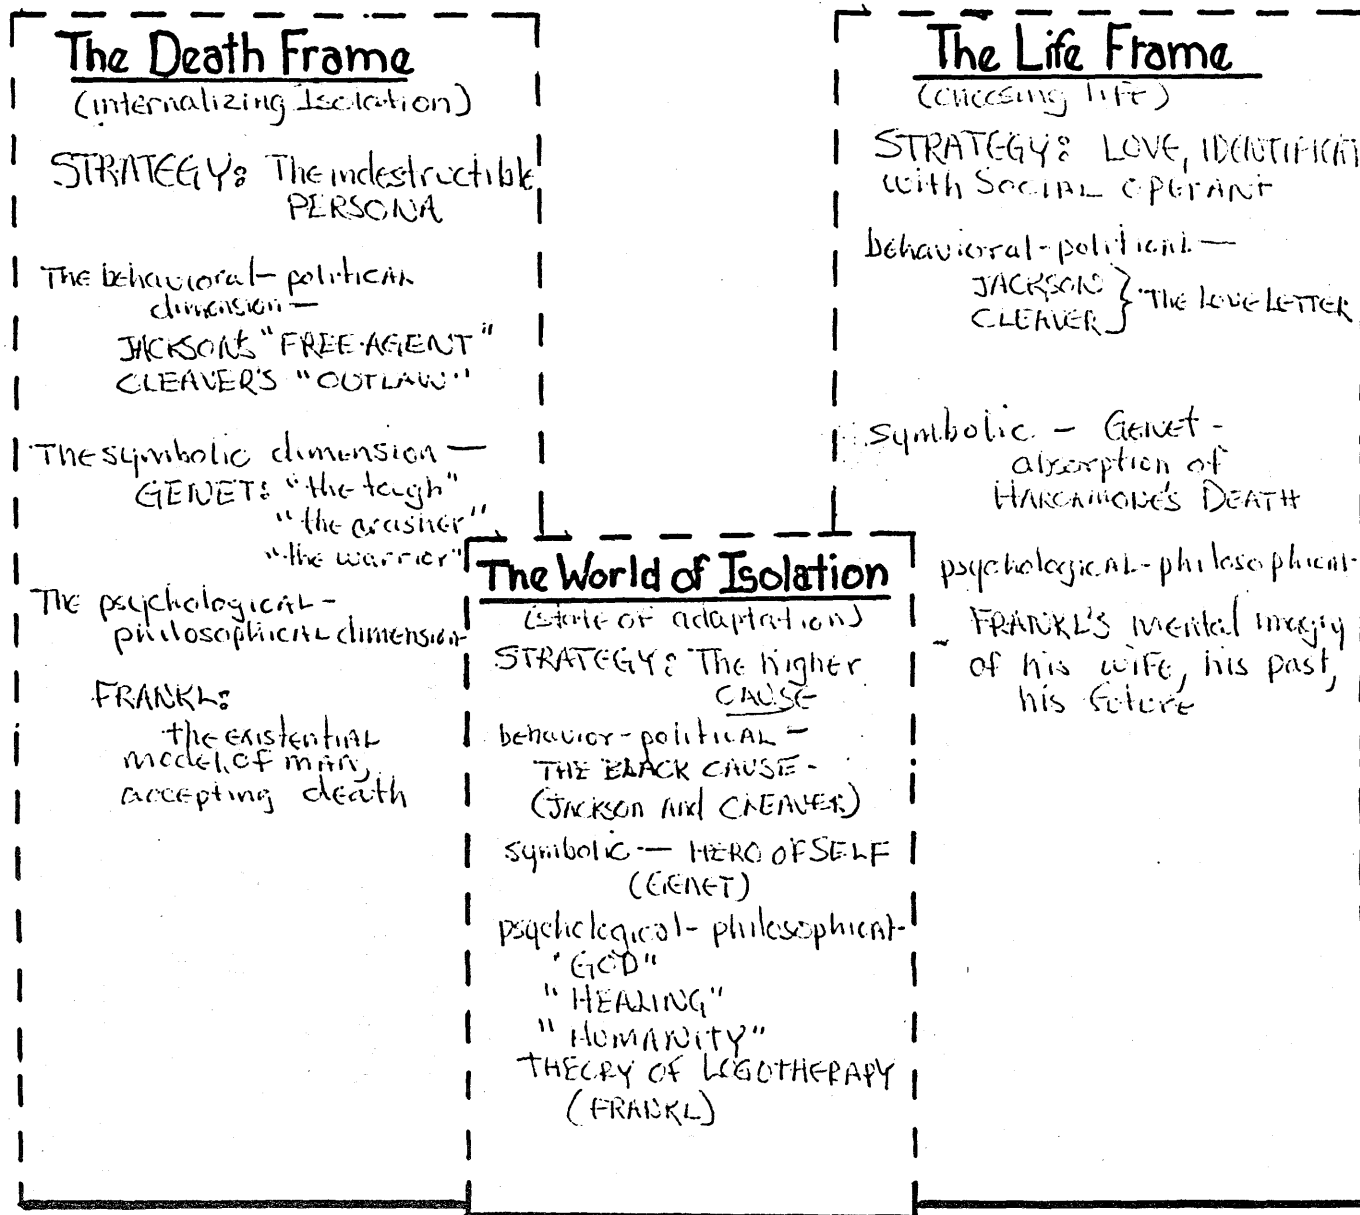 The Death Frame
(internalizing Isolation)
STRATEGY: The indestructible
PERSONA
The behavioral-political
dimension—
JACKSON'S "FREE-AGENT"
CLEAVER'S "OUTLAW"
The symbolic dimension—
GENET: "the tough"
"the crasher"
"the warrior"
The psychological-
philosophical dimension-
FRANKL:
the existential
model of man,
accepting death
The World of Isolation
(state of adaptation)
STRATEGY: The higher
CAUSE
behavior-political-
THE BLACK CAUSE-
(JACKSON and CLEAVER)
symbolic— HERO OF SELF
(GENET)
psychological-philosophical-
"GOD"
"HEALING"
"HUMANITY"
THEORY OF LOGOTHERAPY
(FRANKL)
The Life Frame
(choosing life)
STRATEGY: LOVE, IDENTIFICATI
with SOCIAL OPERANT
behaviorral-political—
JACKSON
CLEAVER } "THE LOVE LETTER
symbolic - GENET-
absorption of
HARCAMONE'S DEATH
psychological-philosophical-
FRANKL'S mental imagry
of his wife, his past,
his future